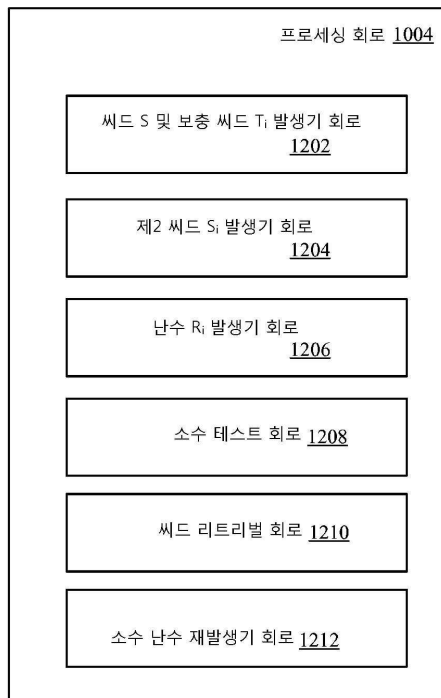 프로세싱 회로 1004
씨드 S 및 보충 씨드 Ti 발생기 회로
1202
제2 씨드 Si 발생기 회로
1204
난수 Ri 발생기 회로
1206
소수 테스트 회로 1208
씨드 리트리벌 회로 1210
소수 난수 재발생기 회로 1212